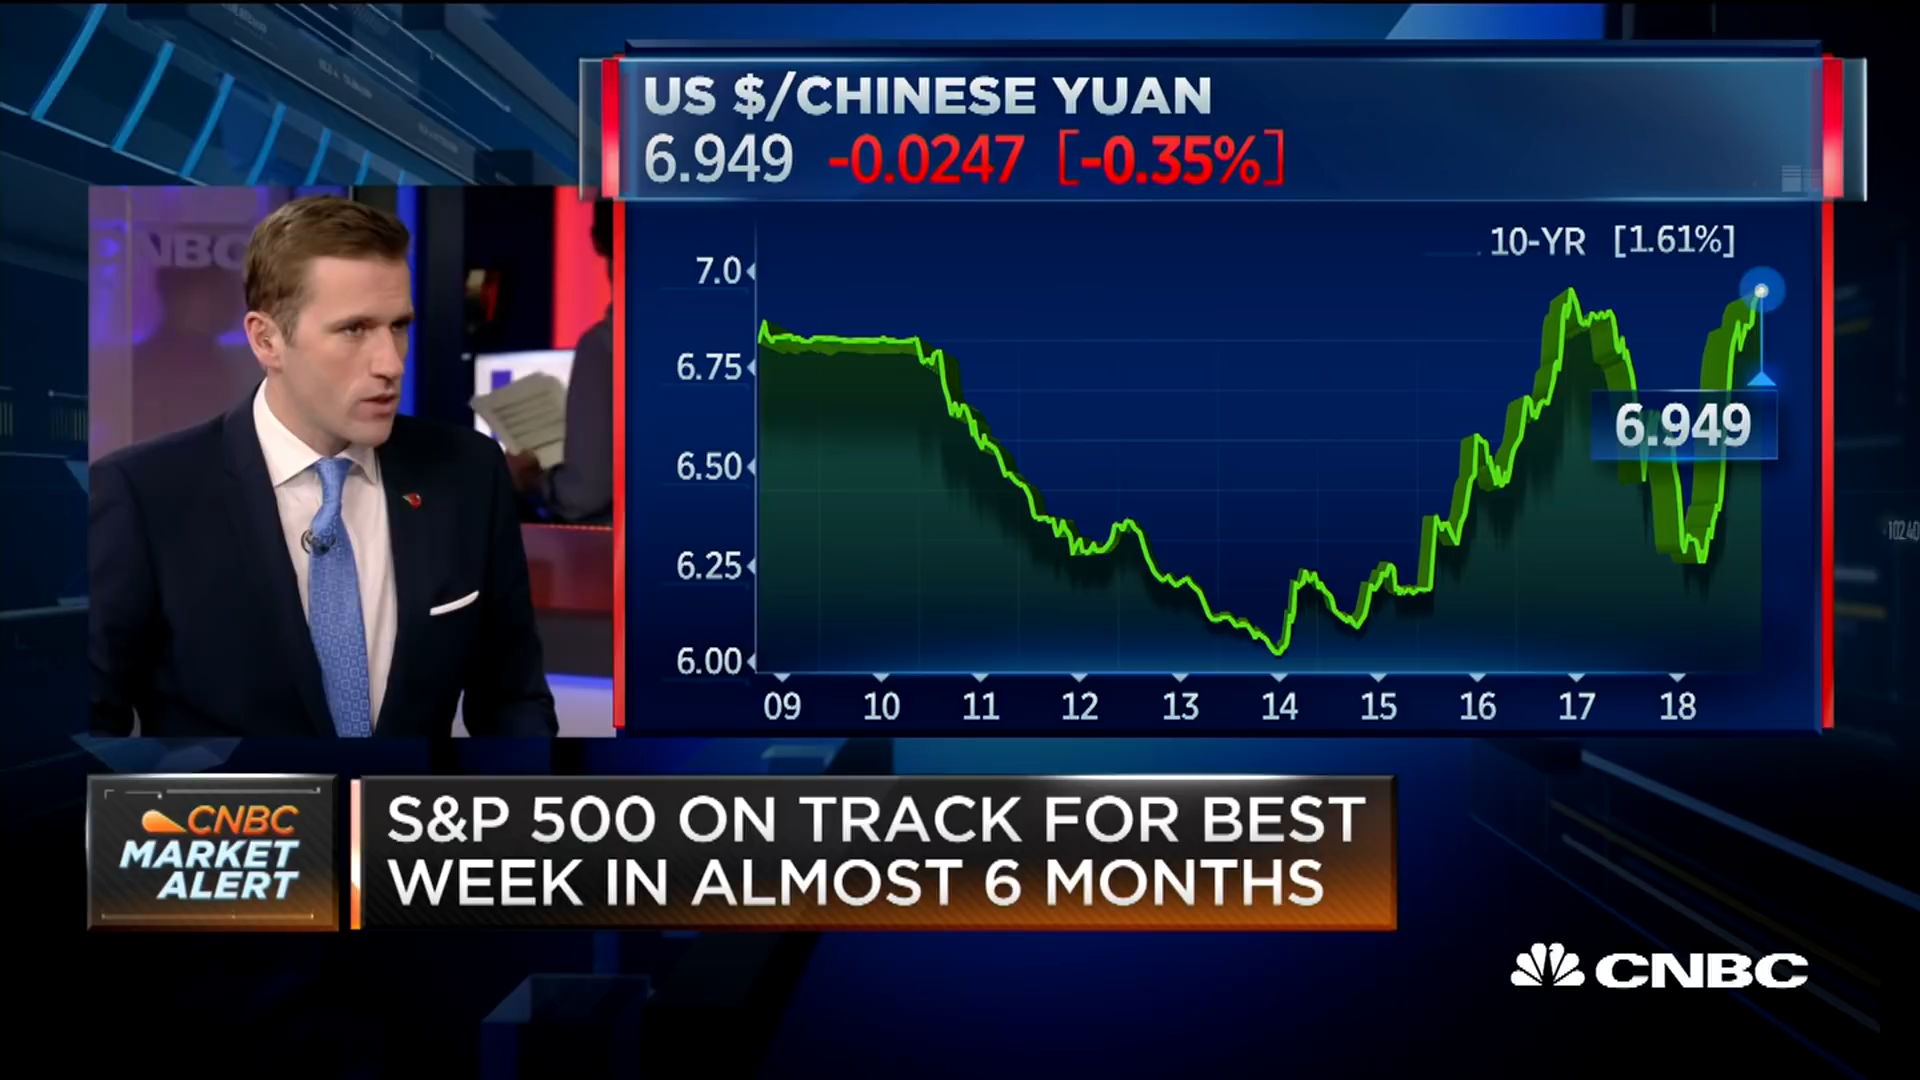 US $/CHINESE YUAN
6.949 -0.0247 [-0.35%]
10-YR [1.61%]
7.0
6.75
6.50
6.25
6.00
6.949
09 10 11 12 13 14 15 16 17 18
NBC
CNBC
MARKET
ALERT
S&P 500 ON TRACK FOR BEST
WEEK IN ALMOST 6 MONTHS
CNBC